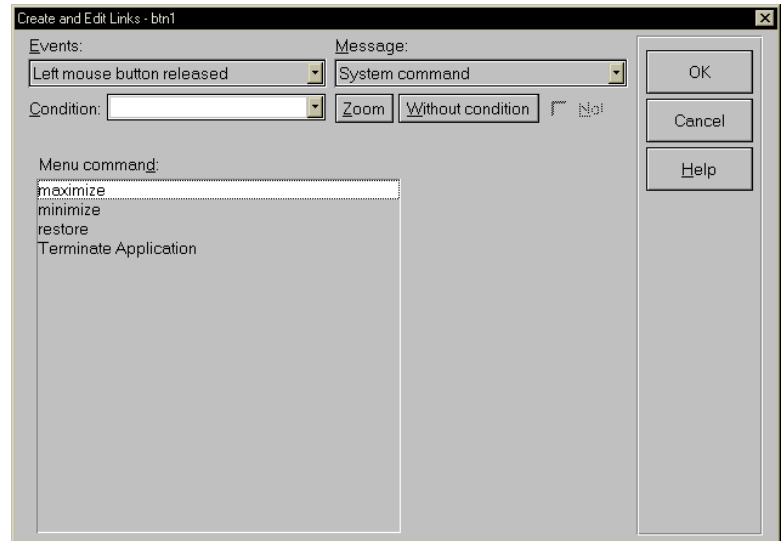 Create and Edit Links - btn1
Events:
Message:
Left mouse button released
System command
Condition:
Zoom
Without condition
Not
Menu command:
maximize
minimize
restore
Terminate Application
OK
Cancel
Help